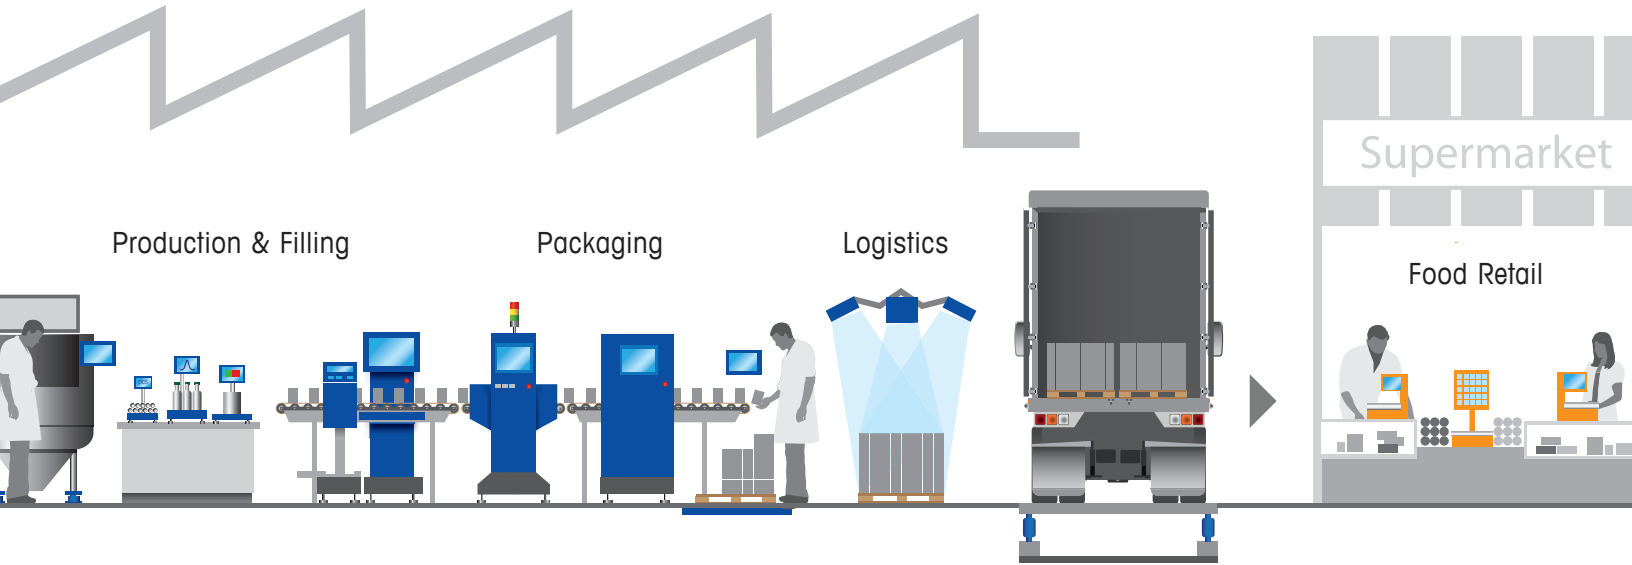 Supermarket
Production & Filling
Packaging
Logistics
Food Retail